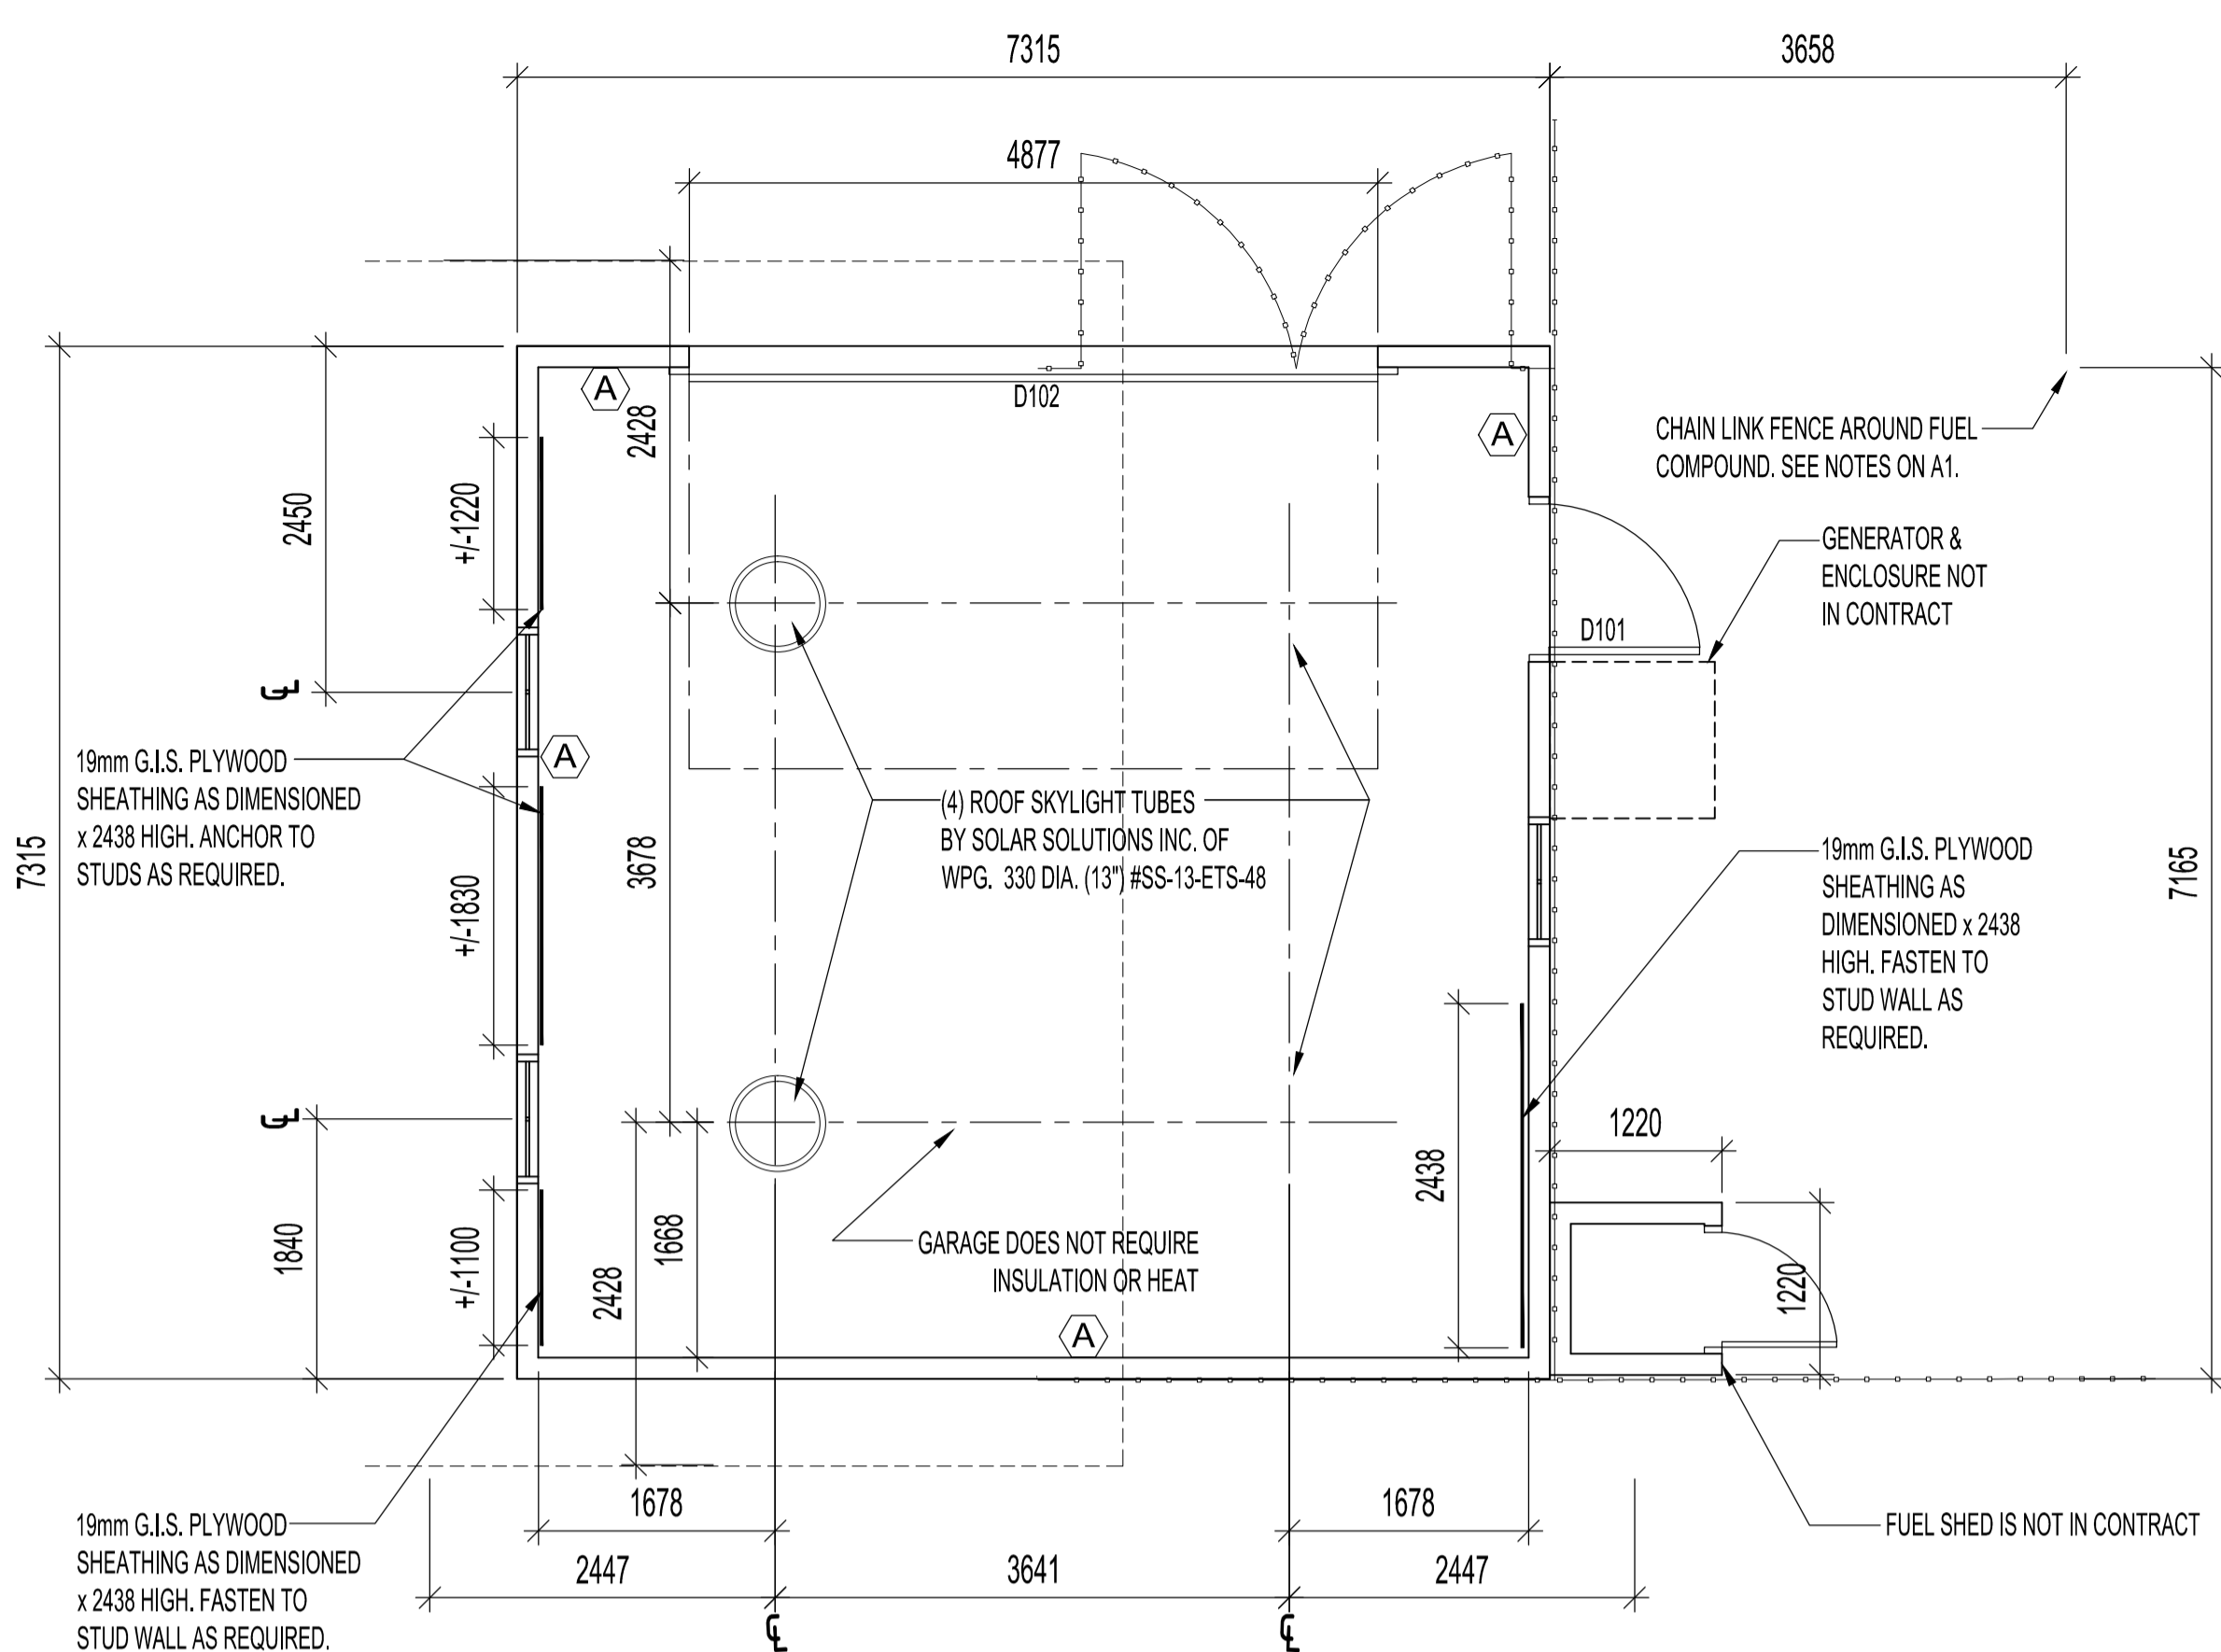 7315
3658
4877
D102
A
A
2428
2450
+/-1220
CHAIN LINK FENCE AROUND FUEL
COMPOUND. SEE NOTES ON A1.
GENERATOR &
ENCLOSURE NOT
IN CONTRACT
D101
19mm G.I.S. PLYWOOD
SHEATHING AS DIMENSIONED
x 2438 HIGH. ANCHOR TO
STUDS AS REQUIRED.
A
(4) ROOF SKYLIGHT TUBES
BY SOLAR SOLUTIONS INC. OF
WPG. 330 DIA. (13") #SS-13-ETS-48
7315
3678
+/-1830
7165
19mm G.I.S. PLYWOOD
SHEATHING AS
DIMENSIONED x 2438
HIGH. FASTEN TO
STUD WALL AS
REQUIRED.
1220
2438
1840
+/-1100
1668
2428
GARAGE DOES NOT REQUIRE
INSULATION OR HEAT
1220
A
1678
1678
2447
3641
2447
19mm G.I.S. PLYWOOD
SHEATHING AS DIMENSIONED
x 2438 HIGH. FASTEN TO
STUD WALL AS REQUIRED.
FUEL SHED IS NOT IN CONTRACT